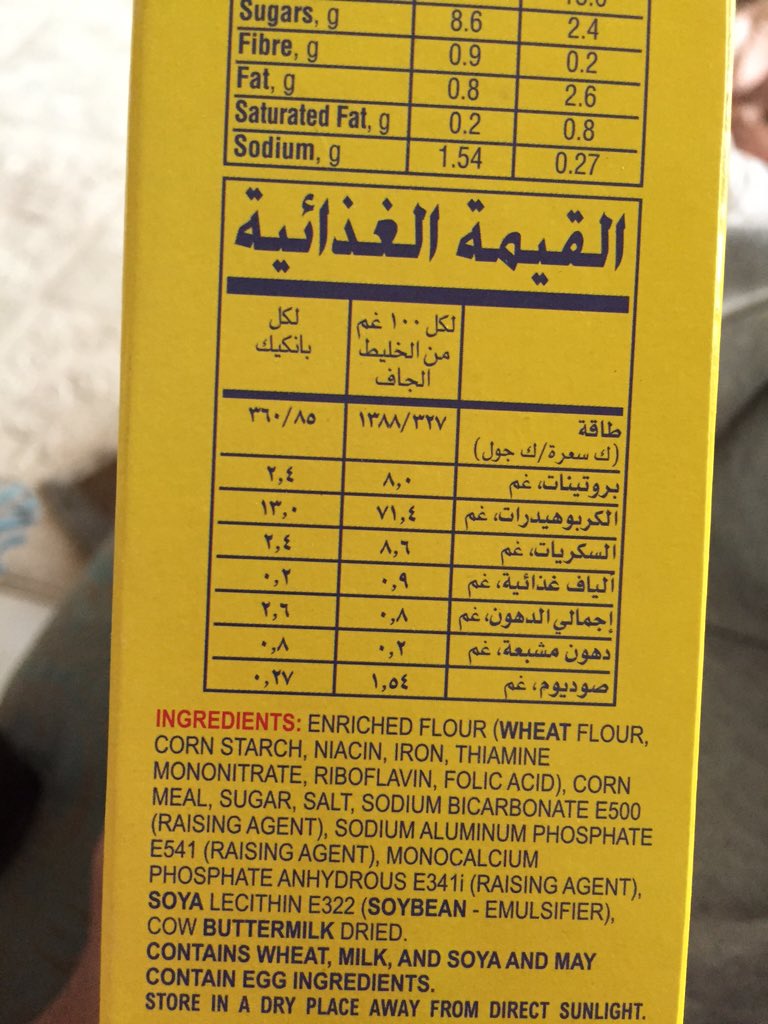 Sugars, g 8.6 2.4
Fibre, g 0.9 0.2
Fat, g 0.8 2.6
Saturated Fat, g 0.2 0.8
Sodium, g 1.54 0.27
القيمة الغذائية
لكل ١٠٠ غم من الخليط الجاف لكل بانكيك
طاقة (ك سعرة/ك جول) ١٣٨٨/٣٢٧ ٣٦٠/٨٥
بروتينات، غم ٨,٠ ٢,٤
الكربوهيدرات، غم ٧١,٤ ١٣,٠
السكريات، غم ٨,٦ ٢,٤
الياف غذائية، غم ٠,٩ ٠,٢
إجمالي الدهون، غم ٠,٨ ٢,٦
دهون مشبعة، غم ٠,٢ ٠,٨
صوديوم، غم ١,٥٤ ٠,٢٧
INGREDIENTS: ENRICHED FLOUR (WHEAT FLOUR,
CORN STARCH, NIACIN, IRON, THIAMINE
MONONITRATE, RIBOFLAVIN, FOLIC ACID), CORN
MEAL, SUGAR, SALT, SODIUM BICARBONATE E500
(RAISING AGENT), SODIUM ALUMINUM PHOSPHATE
E541 (RAISING AGENT), MONOCALCIUM
PHOSPHATE ANHYDROUS E341i (RAISING AGENT),
SOYA LECITHIN E322 (SOYBEAN - EMULSIFIER),
COW BUTTERMILK DRIED.
CONTAINS WHEAT, MILK, AND SOYA AND MAY
CONTAIN EGG INGREDIENTS.
STORE IN A DRY PLACE AWAY FROM DIRECT SUNLIGHT.